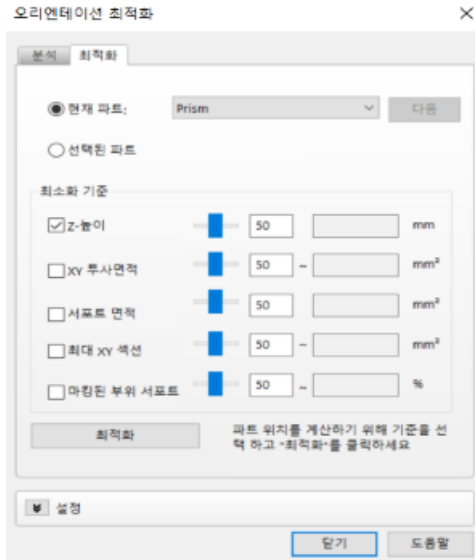 오리엔테이션 최적화
분석 최적화
현재 파트: Prism 다음
선택된 파트
최소화 기준
Z-높이 50 mm
XY 투사면적 50 ~ mm²
서포트 면적 50 mm²
최대 XY 섹션 50 ~ mm²
마킹된 부위 서포트 50 ~ %
최적화
파트 위치를 계산하기 위해 기준을 선
택 하고 "최적화"를 클릭하세요
설정
닫기 도움말